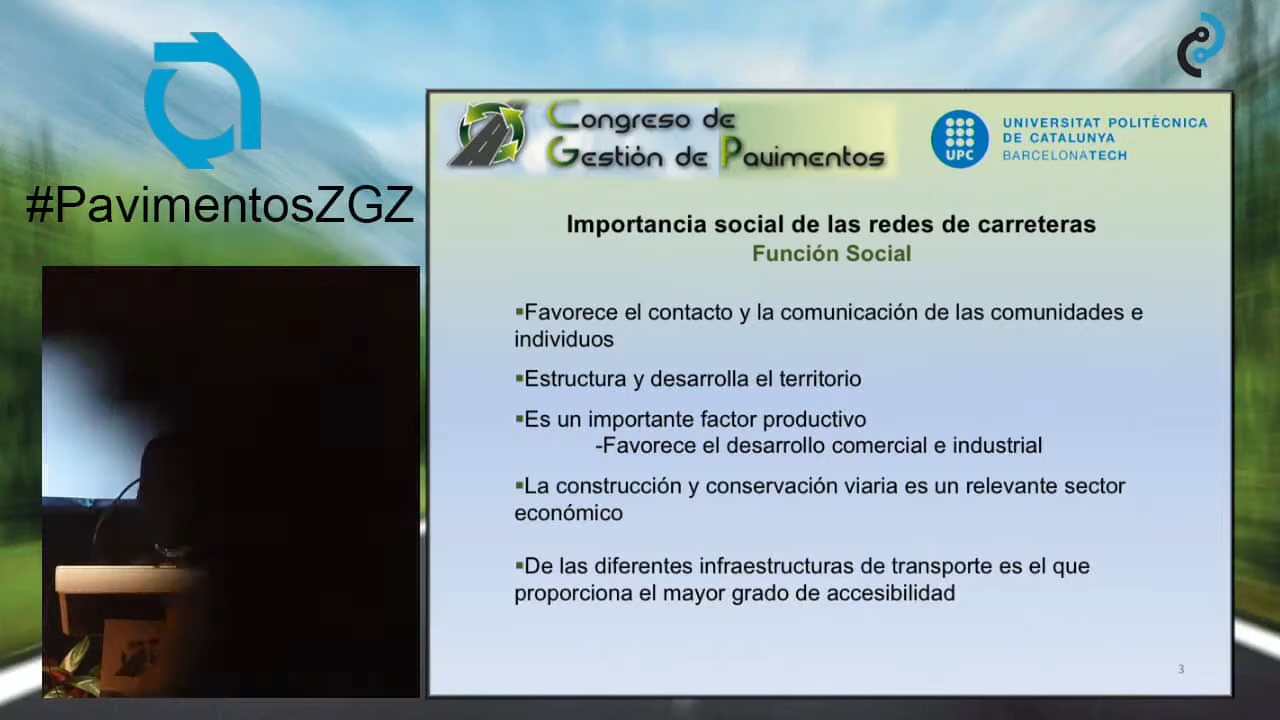 #PavimentosZGZ
Congreso de
Gestión de Pavimentos
UPC
UNIVERSITAT POLITÈCNICA
DE CATALUNYA
BARCELONATECH
Importancia social de las redes de carreteras
Función Social
▪Favorece el contacto y la comunicación de las comunidades e
individuos
▪Estructura y desarrolla el territorio
▪Es un importante factor productivo
-Favorece el desarrollo comercial e industrial
▪La construcción y conservación viaria es un relevante sector
económico
▪De las diferentes infraestructuras de transporte es el que
proporciona el mayor grado de accesibilidad
3